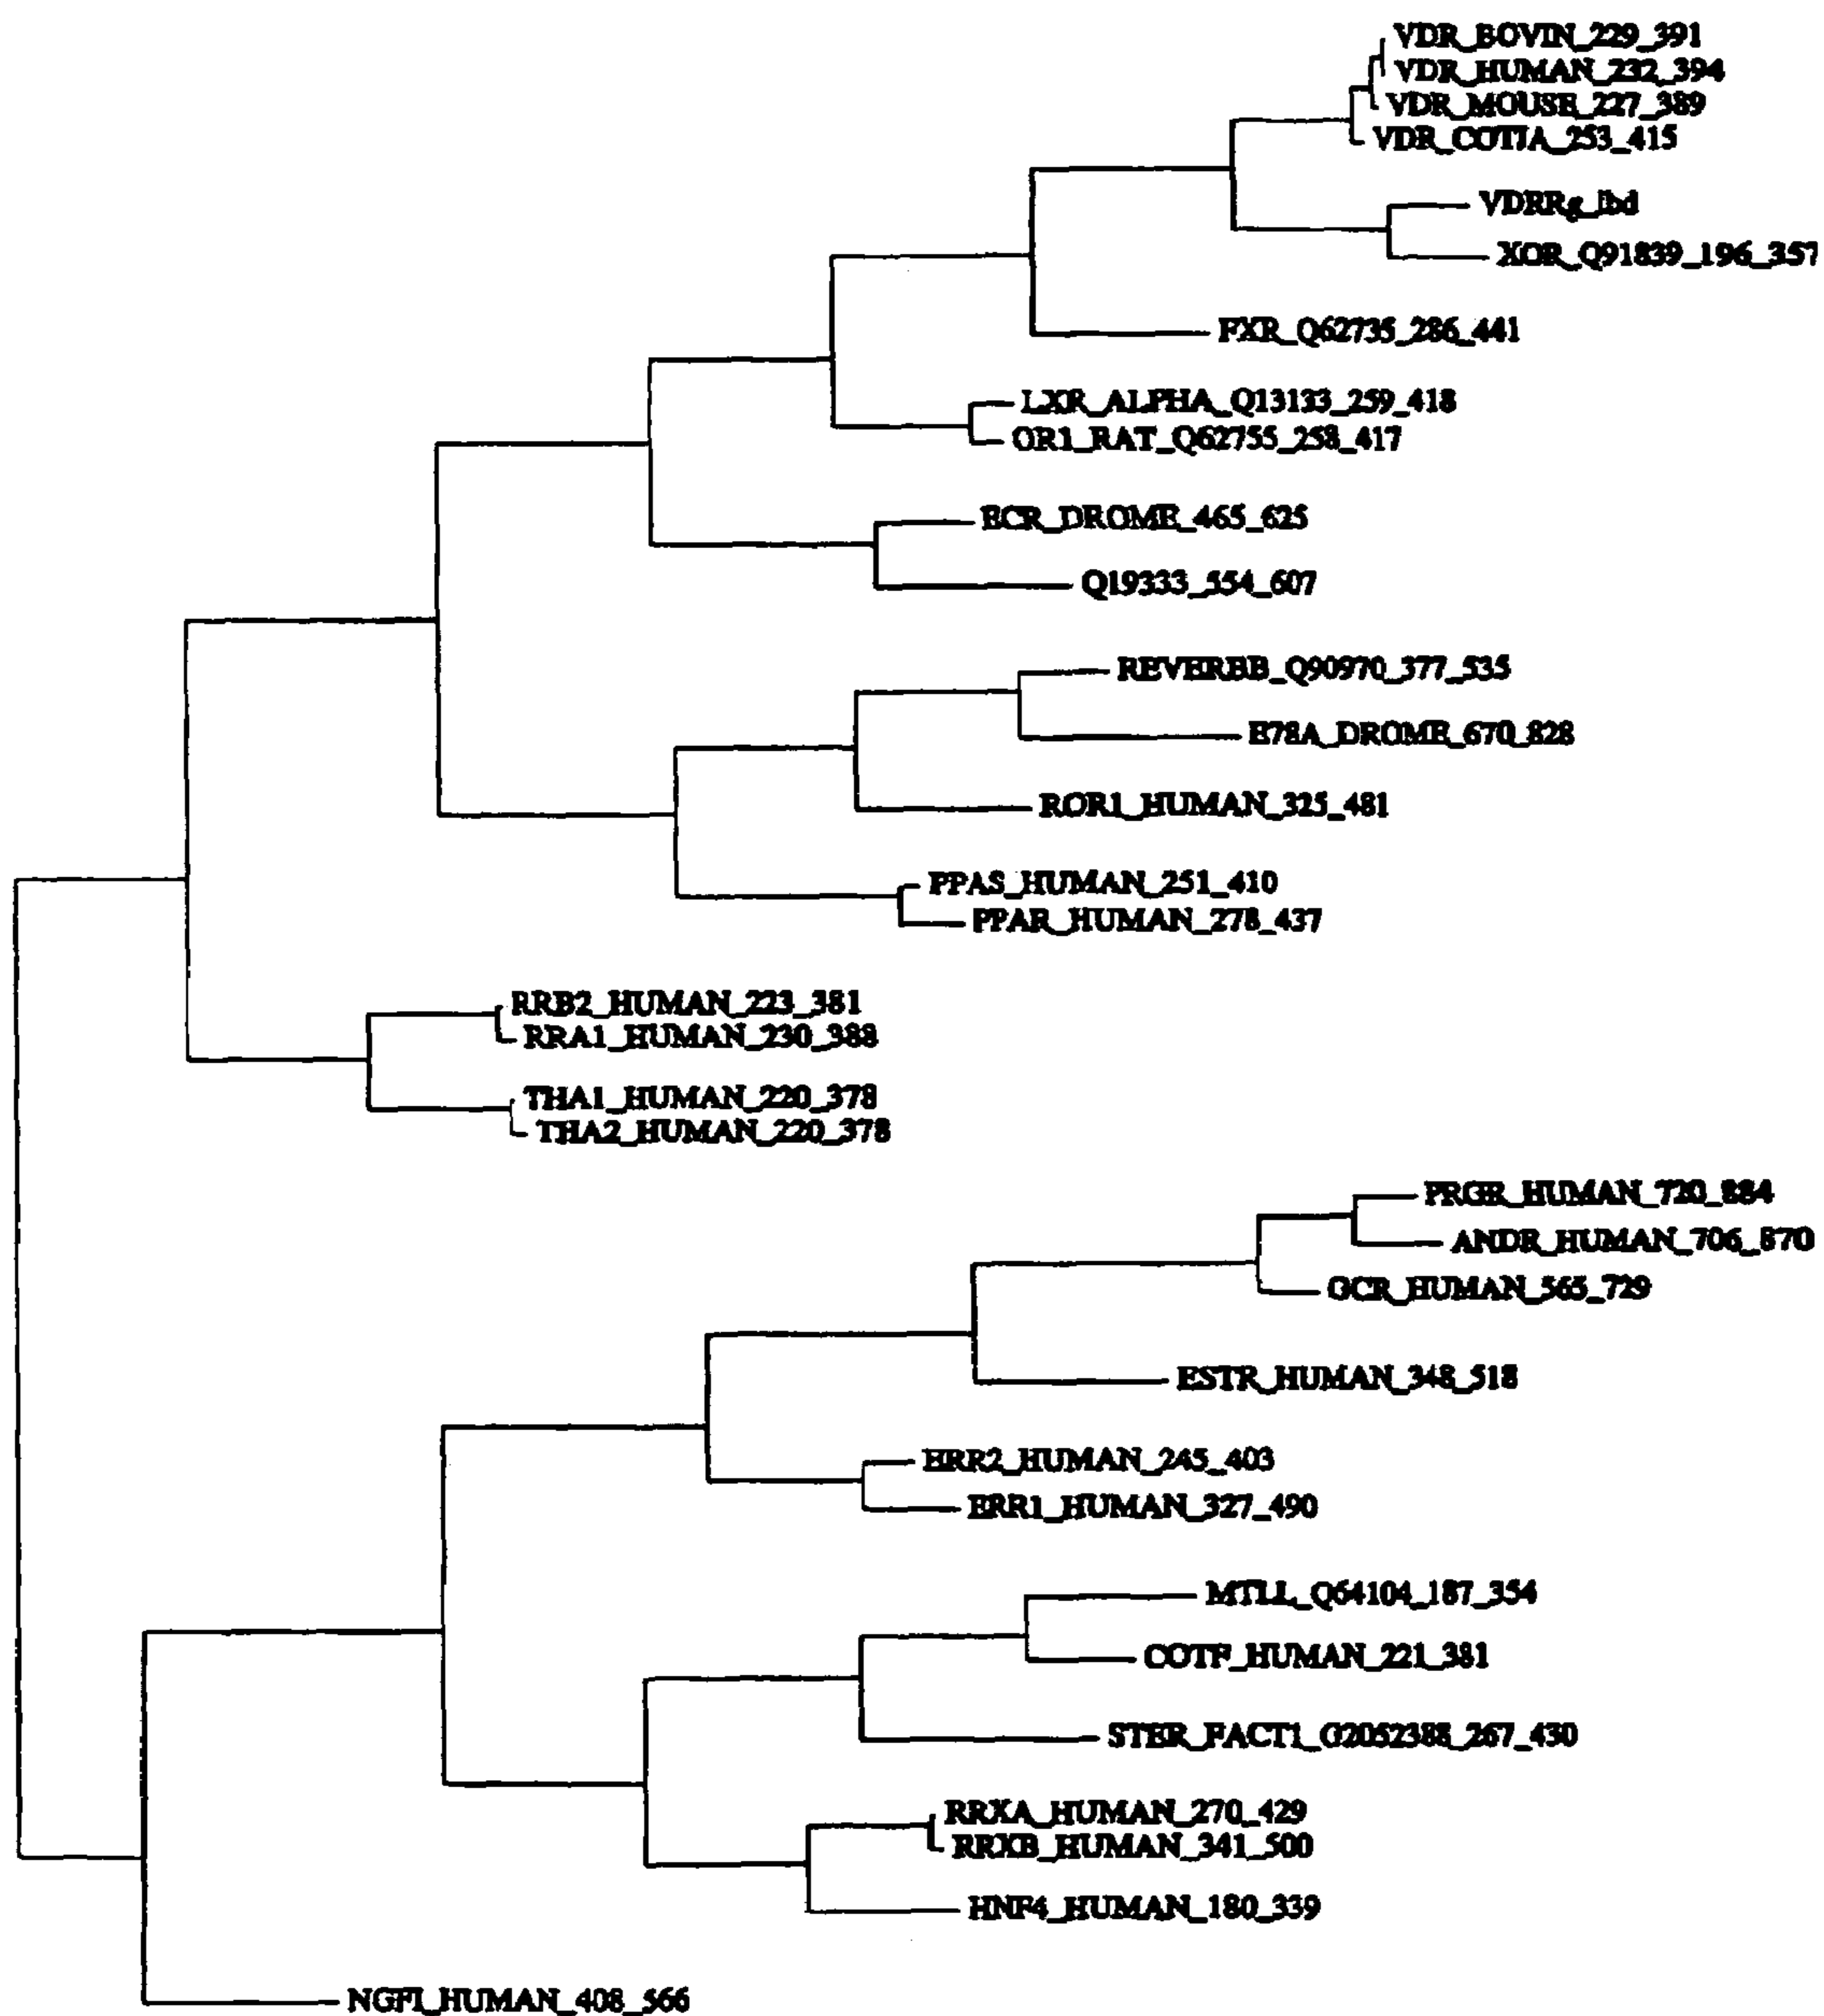 VDR_BOVIN_229_391
VDR_HUMAN_232_394
VDR_MOUSE_227_389
VDR_COTJA_253_415
VDRRg_lbd
XOR_Q91839_196_357
FXR_Q62735_286_441
LXR_ALPHA_Q13133_259_418
OR1_RAT_Q62755_258_417
ECR_DROME_465_625
Q19333_554_607
REVERBB_Q90970_377_535
E78A_DROME_670_828
ROR1_HUMAN_325_481
PPAS_HUMAN_251_410
PPAR_HUMAN_278_437
RRB2_HUMAN_223_381
RRA1_HUMAN_230_388
THA1_HUMAN_220_378
THA2_HUMAN_220_378
PRGR_HUMAN_720_884
ANDR_HUMAN_706_870
GCR_HUMAN_565_729
ESTR_HUMAN_348_518
ERR2_HUMAN_245_403
ERR1_HUMAN_327_490
MTLL_Q64104_187_354
COTF_HUMAN_221_381
STER_FACT1_G2052388_267_430
RRXA_HUMAN_270_429
RRXB_HUMAN_341_500
HNF4_HUMAN_180_339
NGFI_HUMAN_408_566